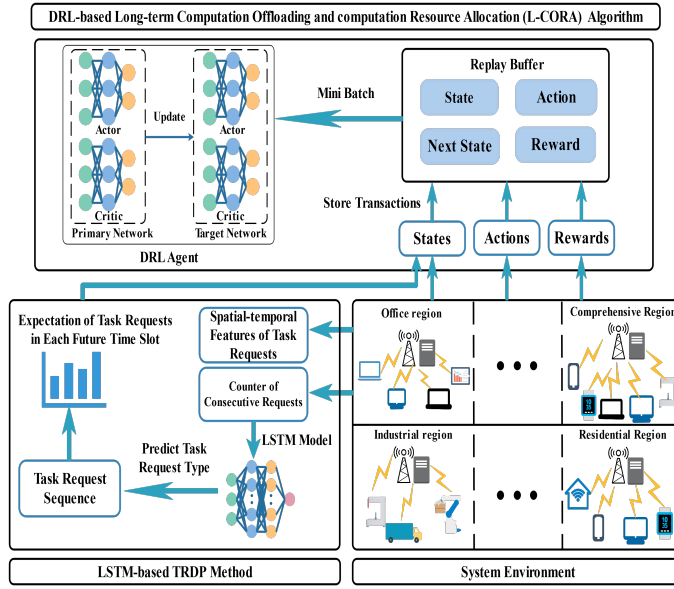 DRL-based Long-term Computation Offloading and computation Resource Allocation (L-CORA) Algorithm
Replay Buffer
State
Action
Next State
Reward
Mini Batch
Update
Actor
Actor
Critic
Critic
Primary Network
Target Network
DRL Agent
Store Transactions
States
Actions
Rewards
Expectation of Task Requests
in Each Future Time Slot
Spatial-temporal
Features of Task
Requests
Counter of
Consecutive Requests
LSTM Model
Predict Task
Request Type
Task Request
Sequence
LSTM-based TRDP Method
Office region
Comprehensive Region
10
35
Industrial region
Residential Region
10
35
System Environment